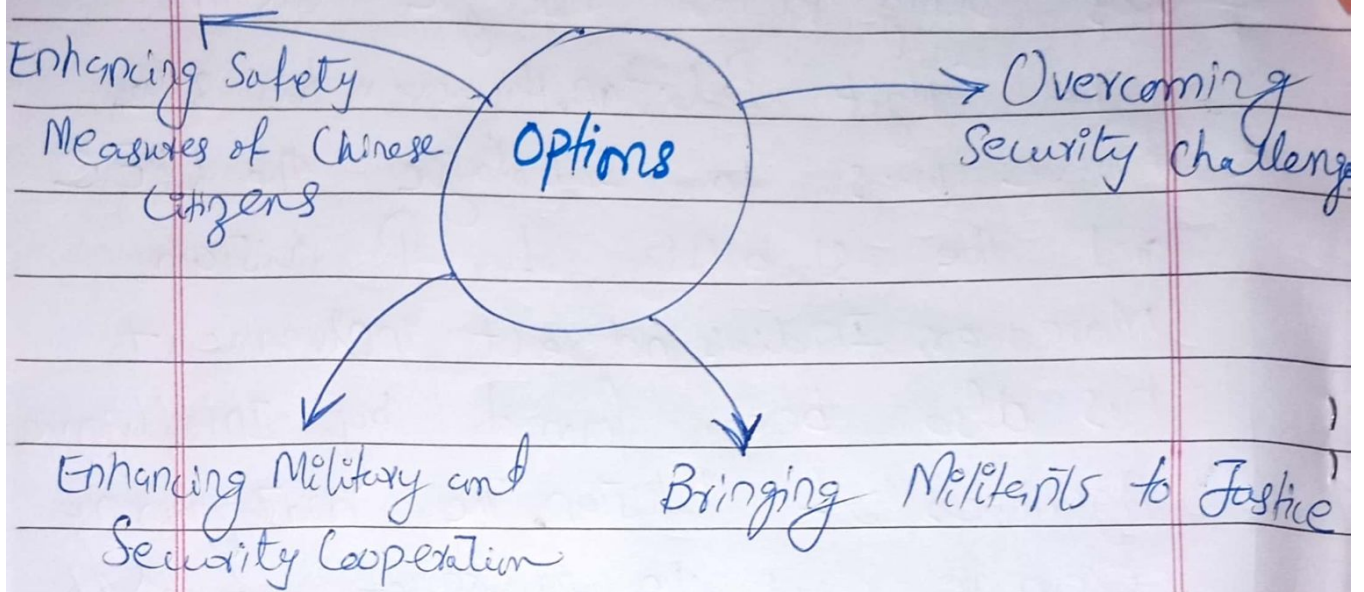 Enhancing Safety
Measures of Chinese
Citizens
Options
Overcoming
Security challenge
Enhancing Military and
Security Cooperation
Bringing Militants to Justice